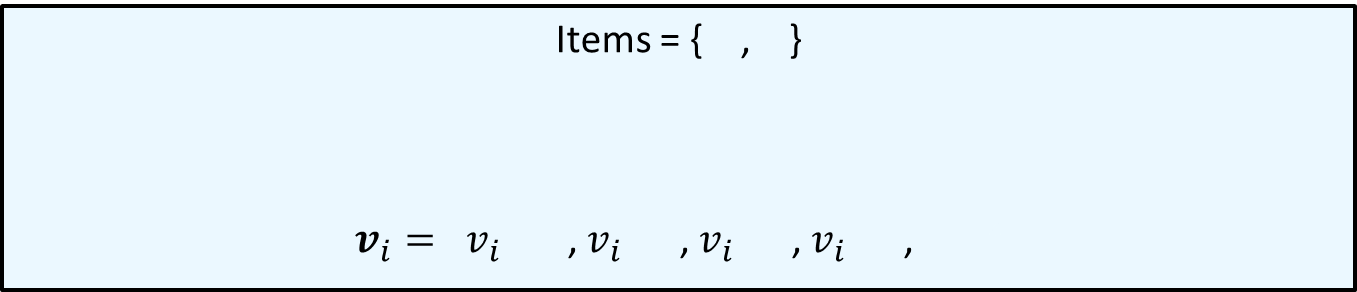 Items = { , }
𝒗ᵢ = vᵢ , vᵢ , vᵢ , vᵢ ,